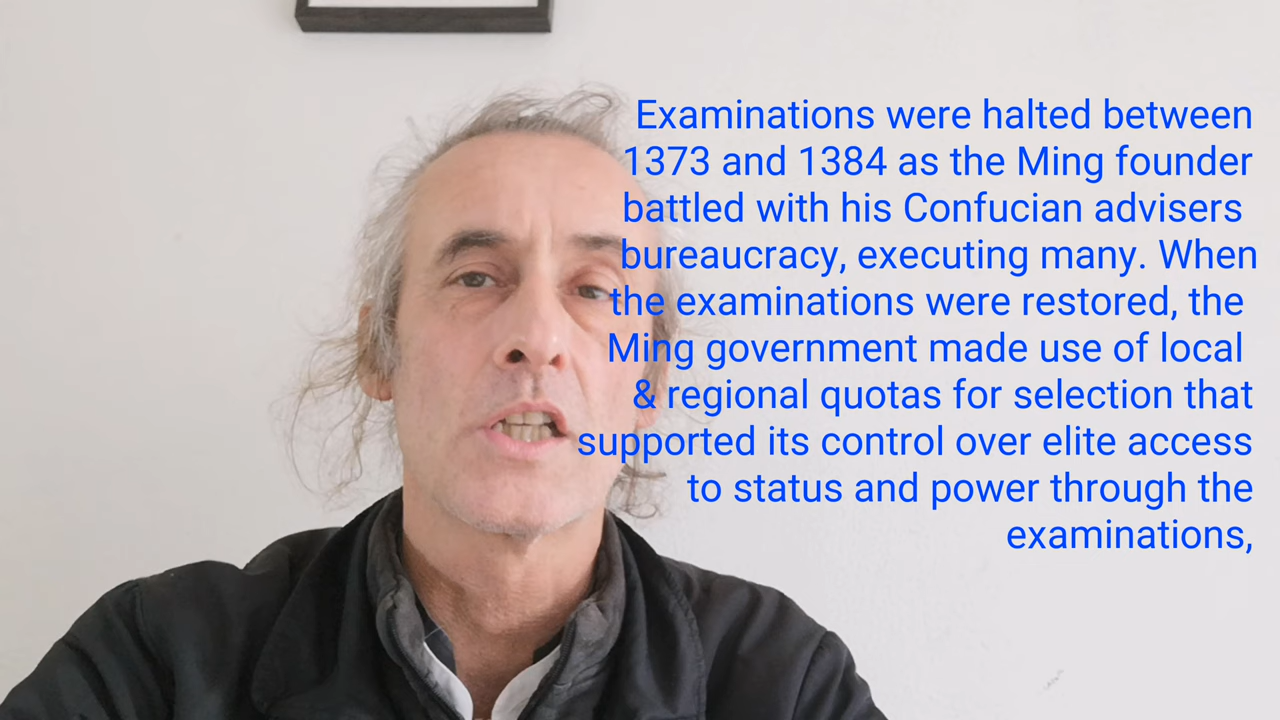 Examinations were halted between
1373 and 1384 as the Ming founder
battled with his Confucian advisers
bureaucracy, executing many. When
the examinations were restored, the
Ming government made use of local
& regional quotas for selection that
supported its control over elite access
to status and power through the
examinations,